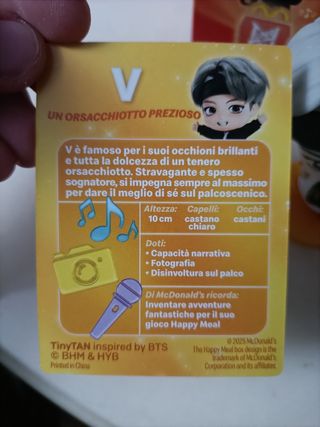 V
UN ORSACCHIOTTO PREZIOSO
V è famoso per i suoi occhioni brillanti
e tutta la dolcezza di un tenero
orsacchiotto. Stravagante e spesso
sognatore, si impegna sempre al massimo
per dare il meglio di sé sul palcoscenico.
Altezza: Capelli: Occhi:
10 cm castano castani
chiaro
Doti:
• Capacità narrativa
• Fotografia
• Disinvoltura sul palco
Di McDonald's ricorda:
Inventare avventure
fantastiche per il suo
gioco Happy Meal
TinyTAN inspired by BTS
© BHM & HYB
Printed in China
© 2025 McDonald's
The Happy Meal box design is the
trademark of McDonald's
Corporation and its affiliates.